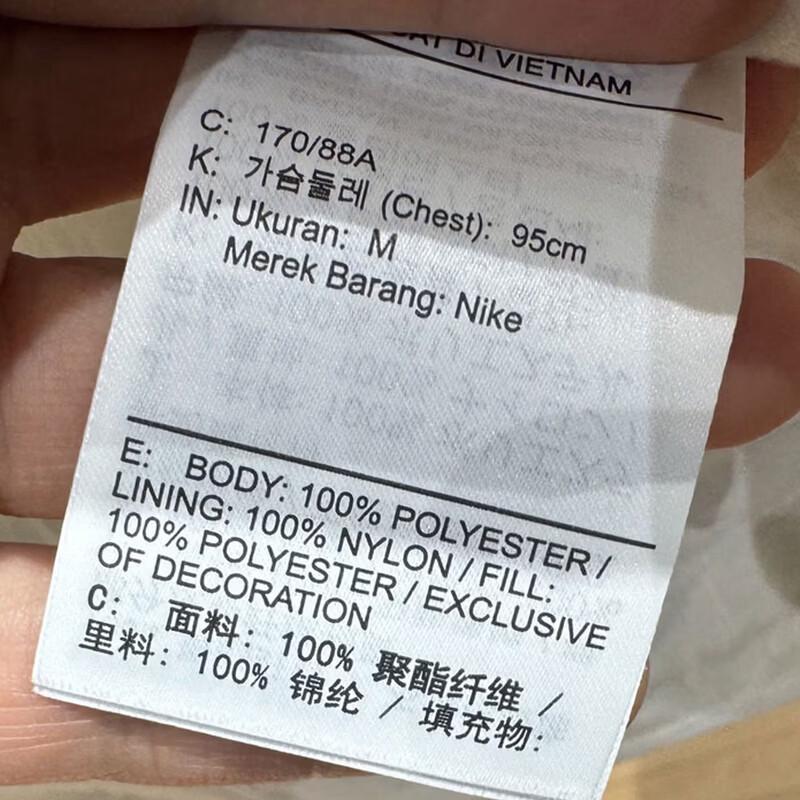 DI VIETNAM
C: 170/88A
K: 가슴둘레 (Chest): 95cm
IN: Ukuran: M
Merek Barang: Nike
E: BODY: 100% POLYESTER /
LINING: 100% NYLON / FILL:
100% POLYESTER / EXCLUSIVE
OF DECORATION
C: 面料: 100% 聚酯纤维 /
里料: 100% 锦纶 / 填充物: